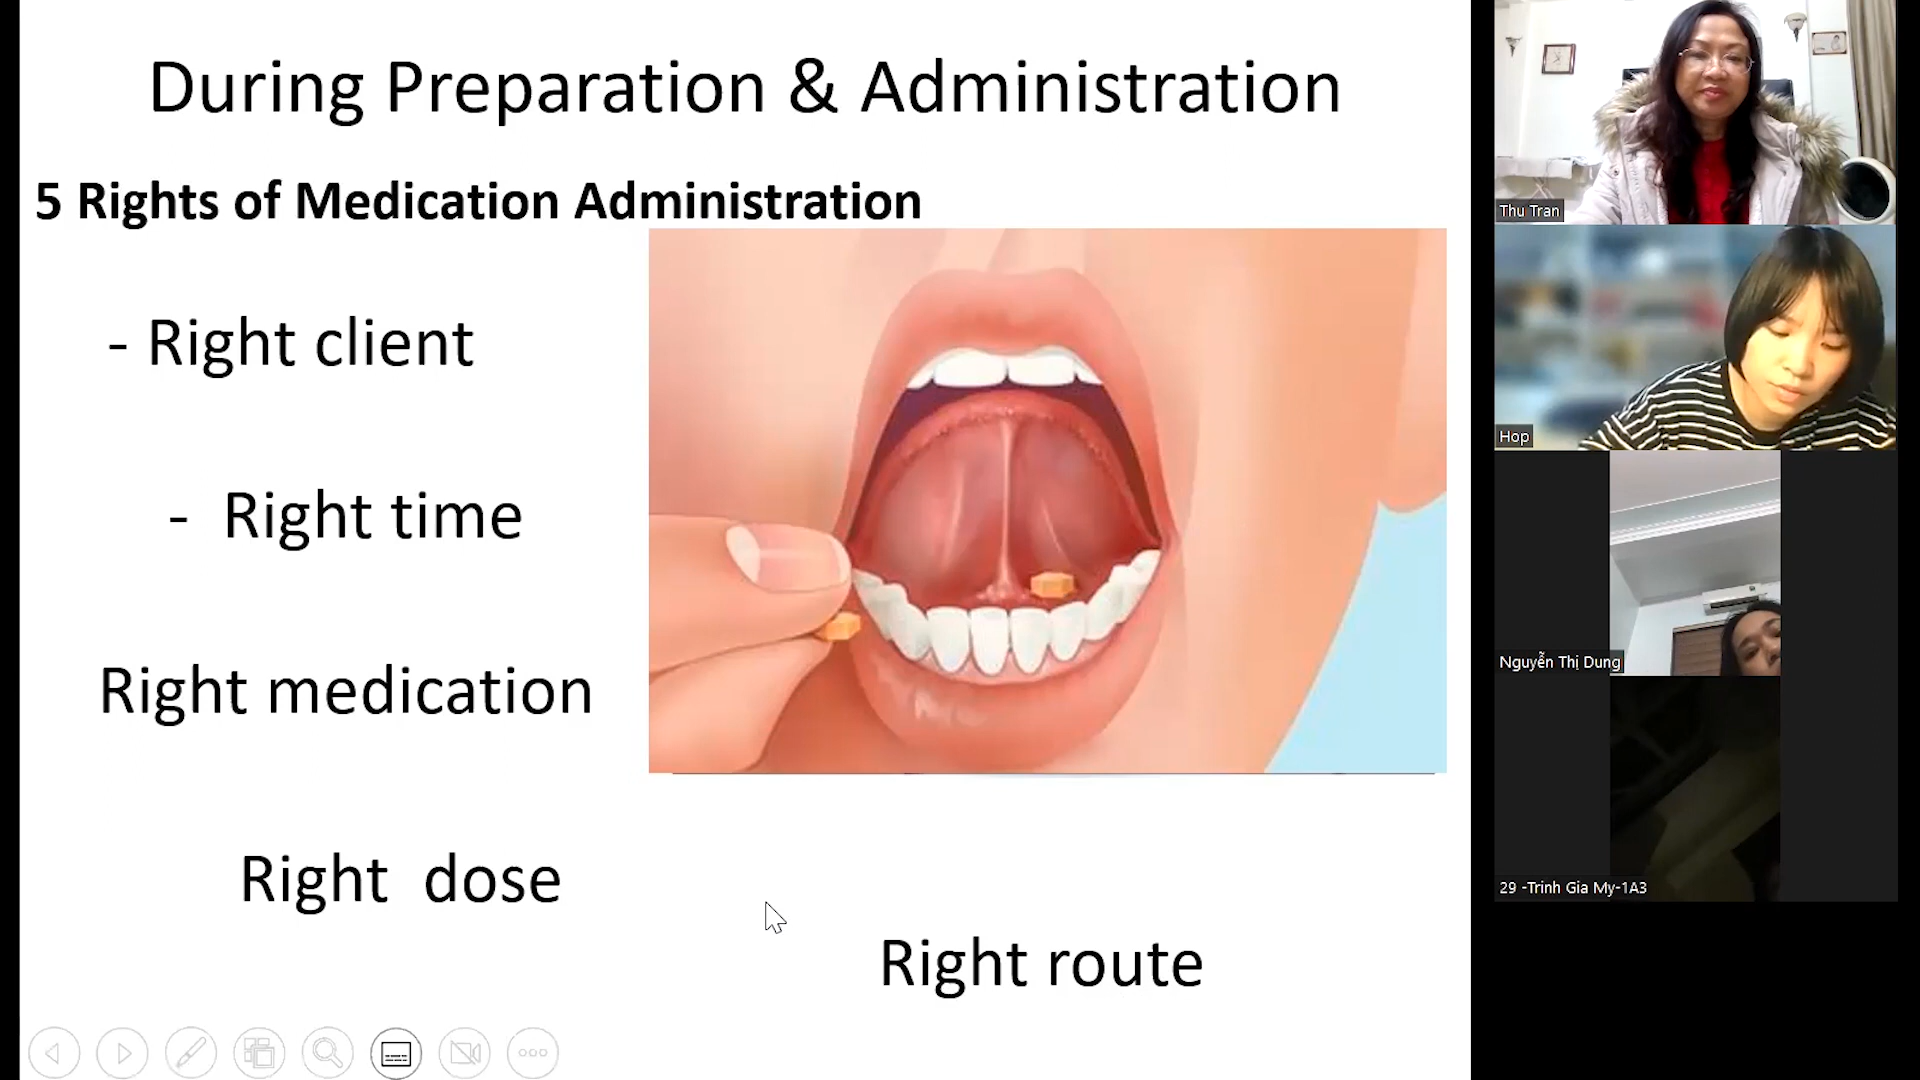 During Preparation & Administration
5 Rights of Medication Administration
- Right client
- Right time
Right medication
Right dose
Right route
Thu Tran
Hop
Nguyễn Thị Dung
29 -Trinh Gia My-1A3